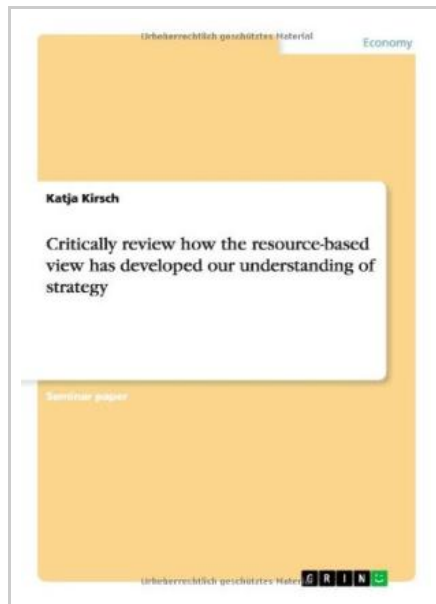 Urheberrechtlich geschütztes Material
Economy
Katja Kirsch
Critically review how the resource-based
view has developed our understanding of
strategy
Seminar paper
Urheberrechtlich geschütztes Mater
GRIN